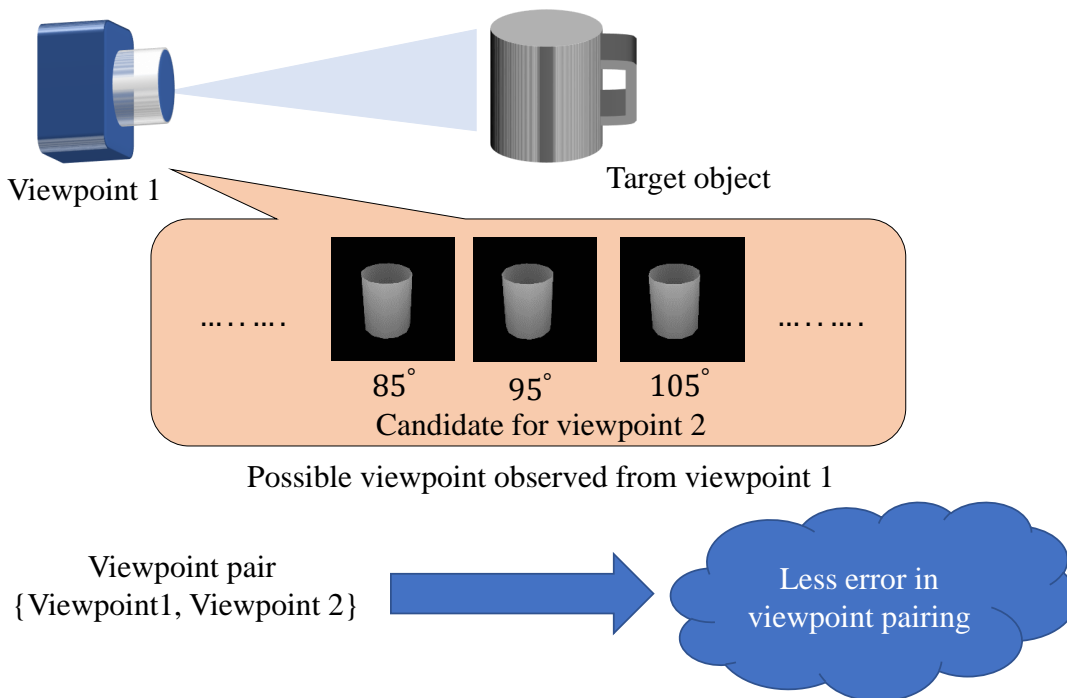 Viewpoint 1
Target object
….. …. ….. ….
85° 95° 105°
Candidate for viewpoint 2
Possible viewpoint observed from viewpoint 1
Viewpoint pair
{Viewpoint1, Viewpoint 2}
Less error in
viewpoint pairing